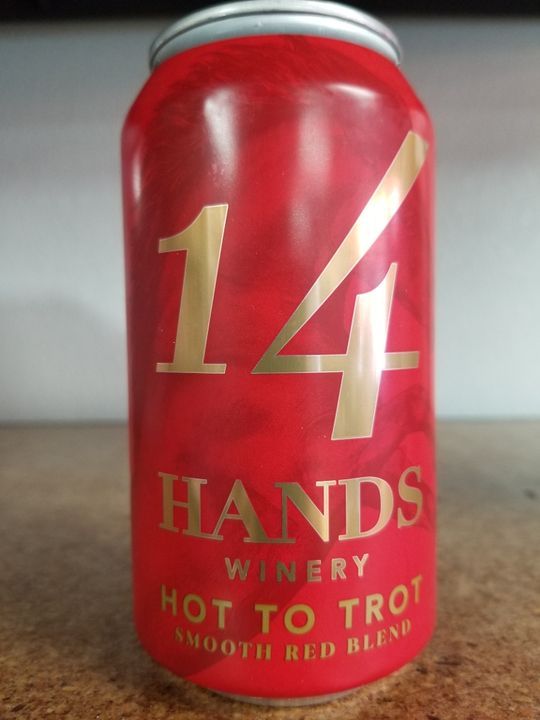 14
HANDS
WINERY
HOT TO TROT
SMOOTH RED BLEND